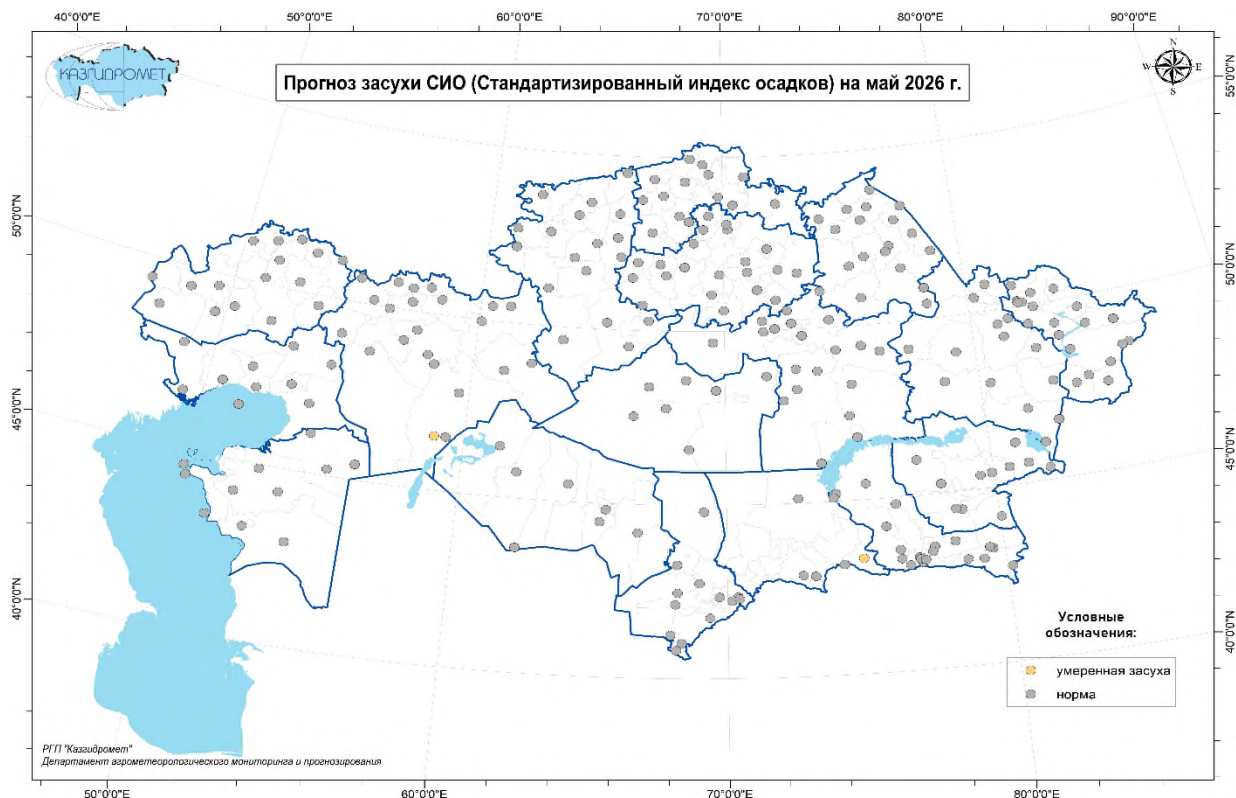 40°0'0"E 50°0'0"E 60°0'0"E 70°0'0"E 80°0'0"E 90°0'0"E
КАЗГИДРОМЕТ
Прогноз засухи СИО (Стандартизированный индекс осадков) на май 2026 г.
N
W E
S
55°0'0"N
50°0'0"N
50°0'0"N
45°0'0"N
45°0'0"N
40°0'0"N
40°0'0"N
Условные
обозначения:
умеренная засуха
норма
РГП "Казгидромет"
Департамент агрометеорологического мониторинга и прогнозирования
50°0'0"E 60°0'0"E 70°0'0"E 80°0'0"E